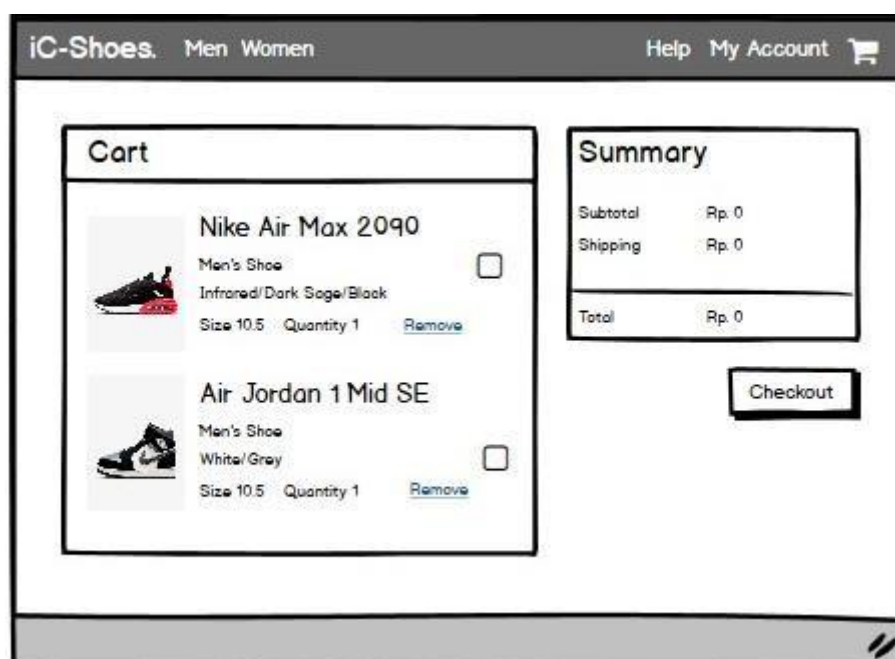 iC-Shoes. Men Women Help My Account
Cart
Nike Air Max 2090
Men's Shoe
Infrared/Dark Sage/Black
Size 10.5 Quantity 1 Remove
Air Jordan 1 Mid SE
Men's Shoe
White/Grey
Size 10.5 Quantity 1 Remove
Summary
Subtotal Rp. 0
Shipping Rp. 0
Total Rp. 0
Checkout